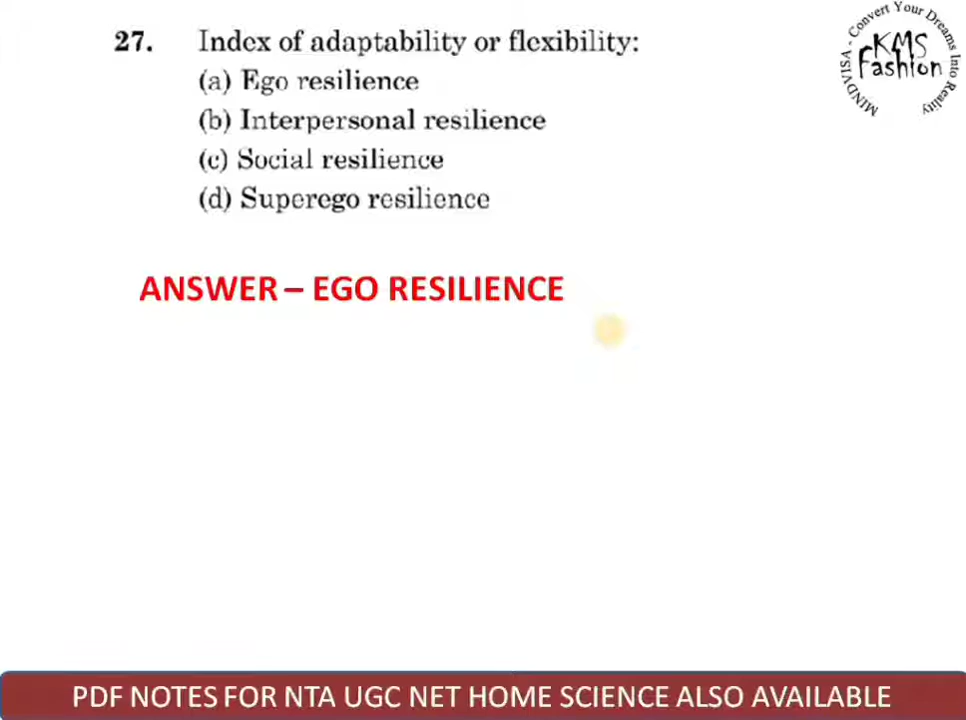 27. Index of adaptability or flexibility:
(a) Ego resilience
(b) Interpersonal resilience
(c) Social resilience
(d) Superego resilience
MINDVISA - Convert Your Dreams Into Reality
KMS
Fashion
ANSWER – EGO RESILIENCE
PDF NOTES FOR NTA UGC NET HOME SCIENCE ALSO AVAILABLE